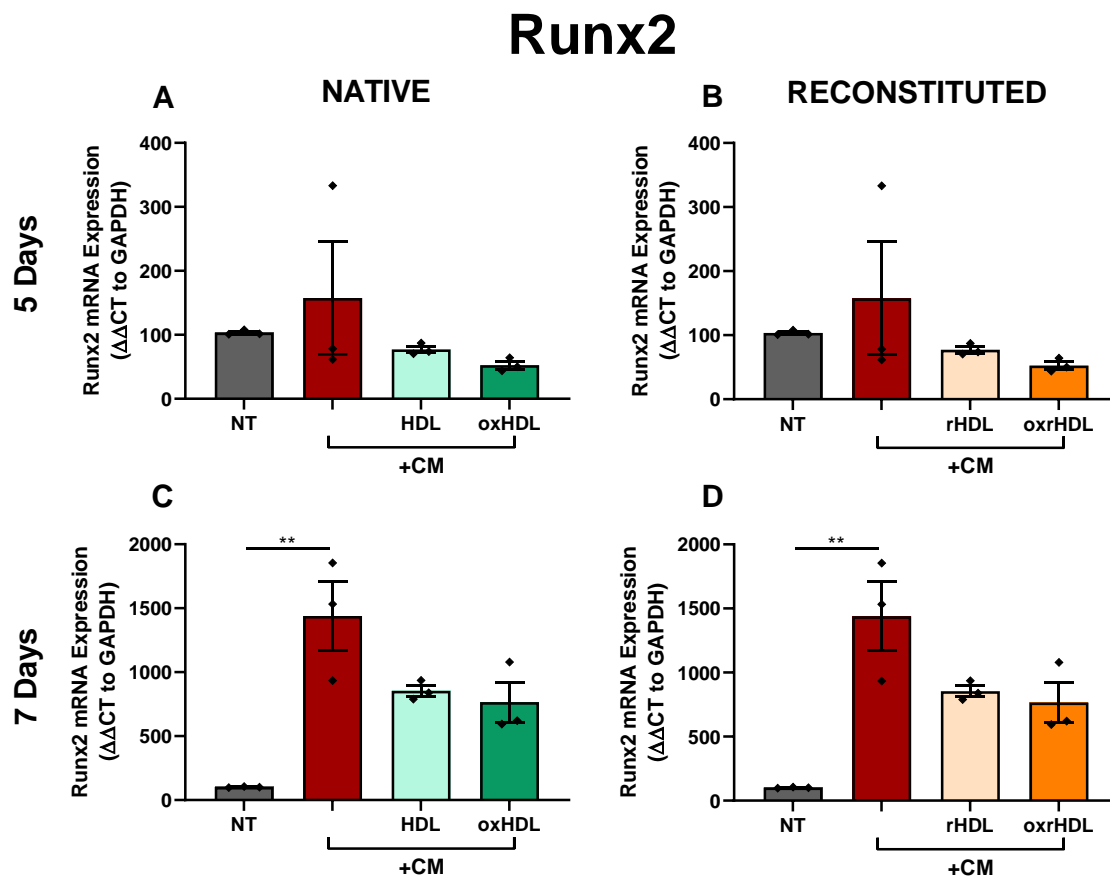 Runx2
NATIVE
RECONSTITUTED
5 Days
7 Days
A
Runx2 mRNA Expression
(ΔΔCT to GAPDH)
400
300
200
100
0
NT
HDL
oxHDL
+CM
B
Runx2 mRNA Expression
(ΔΔCT to GAPDH)
400
300
200
100
0
NT
rHDL
oxrHDL
+CM
C
Runx2 mRNA Expression
(ΔΔCT to GAPDH)
2000
1500
1000
500
0
**
NT
HDL
oxHDL
+CM
D
Runx2 mRNA Expression
(ΔΔCT to GAPDH)
2000
1500
1000
500
0
**
NT
rHDL
oxrHDL
+CM